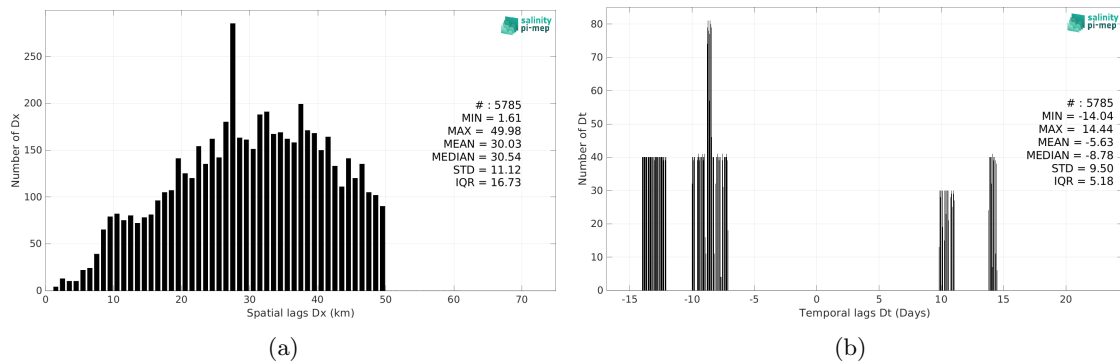 salinity
pi-mep
250
200
150
100
50
0
Number of Dx
# : 5785
MIN = 1.61
MAX = 49.98
MEAN = 30.03
MEDIAN = 30.54
STD = 11.12
IQR = 16.73
0 10 20 30 40 50 60 70
Spatial lags Dx (km)
(a)
salinity
pi-mep
80
70
60
50
40
30
20
10
0
Number of Dt
# : 5785
MIN = -14.04
MAX = 14.44
MEAN = -5.63
MEDIAN = -8.78
STD = 9.50
IQR = 5.18
-15 -10 -5 0 5 10 15 20
Temporal lags Dt (Days)
(b)